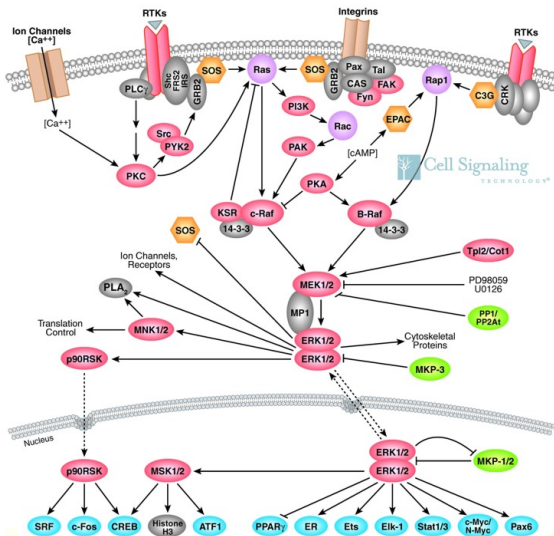 Ion Channels
[Ca++]
RTKs
Integrins
RTKs
PLCγ
Shc
FRS2
IRS
GRB2
SOS
Ras
SOS
GRB2
Pax
Tal
CAS
FAK
Fyn
Rap1
C3G
CRK
[Ca++]
Src
PYK2
PKC
PI3K
Rac
PAK
EPAC
[cAMP]
PKA
Cell Signaling
TECHNOLOGY®
KSR
c-Raf
14-3-3
B-Raf
14-3-3
SOS
Ion Channels,
Receptors
PLA2
MNK1/2
Translation
Control
p90RSK
MEK1/2
MP1
ERK1/2
ERK1/2
Tpl2/Cot1
PD98059
U0126
PP1/
PP2At
Cytoskeletal
Proteins
MKP-3
Nucleus
p90RSK
MSK1/2
ERK1/2
ERK1/2
MKP-1/2
SRF
c-Fos
CREB
Histone
H3
ATF1
PPARγ
ER
Ets
Elk-1
Stat1/3
c-Myc/
N-Myc
Pax6